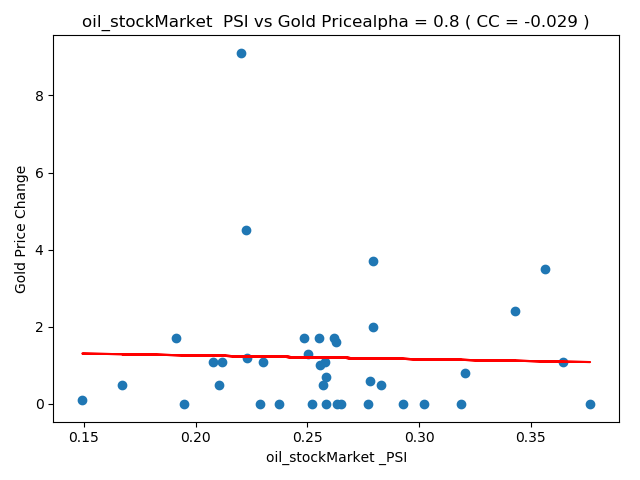 oil_stockMarket  PSI vs Gold Pricealpha = 0.8 ( CC = -0.029 )
Gold Price Change
8
6
4
2
0
0.15 0.20 0.25 0.30 0.35
oil_stockMarket _PSI